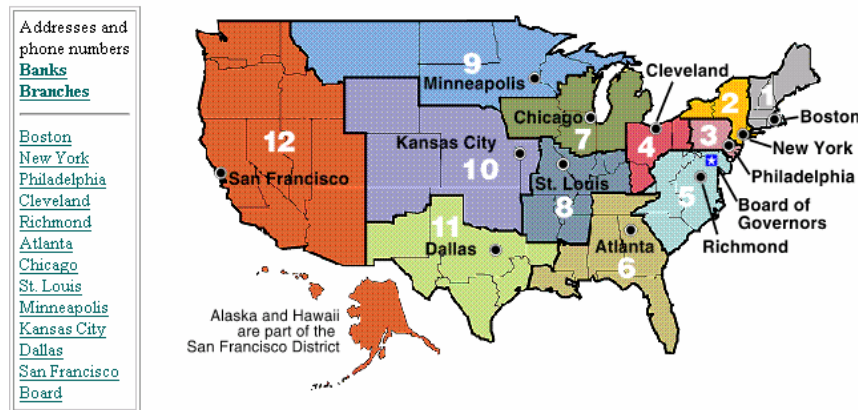 Addresses and
phone numbers
Banks
Branches
Boston
New York
Philadelphia
Cleveland
Richmond
Atlanta
Chicago
St. Louis
Minneapolis
Kansas City
Dallas
San Francisco
Board
9
Minneapolis
Cleveland
2
1
Chicago
7
Boston
12
Kansas City
4
3
New York
10
San Francisco
St. Louis
Philadelphia
8
5
Board of
Governors
11
Dallas
Atlanta
6
Richmond
Alaska and Hawaii
are part of the
San Francisco District